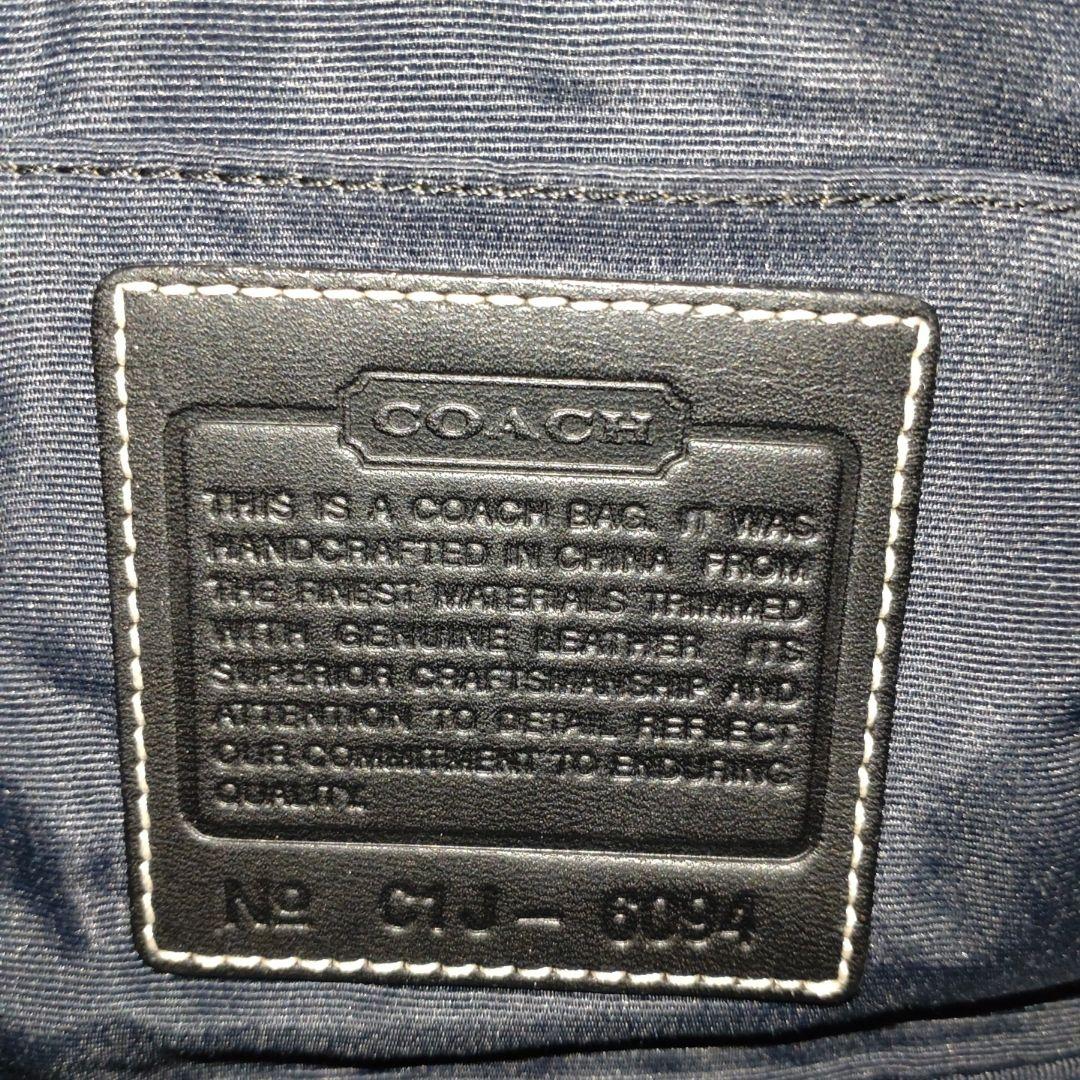 COACH
THIS IS A COACH BAG. IT WAS
HANDCRAFTED IN CHINA FROM
THE FINEST MATERIALS TRIMMED
WITH GENUINE LEATHER. ITS
SUPERIOR CRAFTSMANSHIP AND
ATTENTION TO DETAIL REFLECT
OUR COMMITMENT TO ENDURING
QUALITY.
Nº C1J - 6094